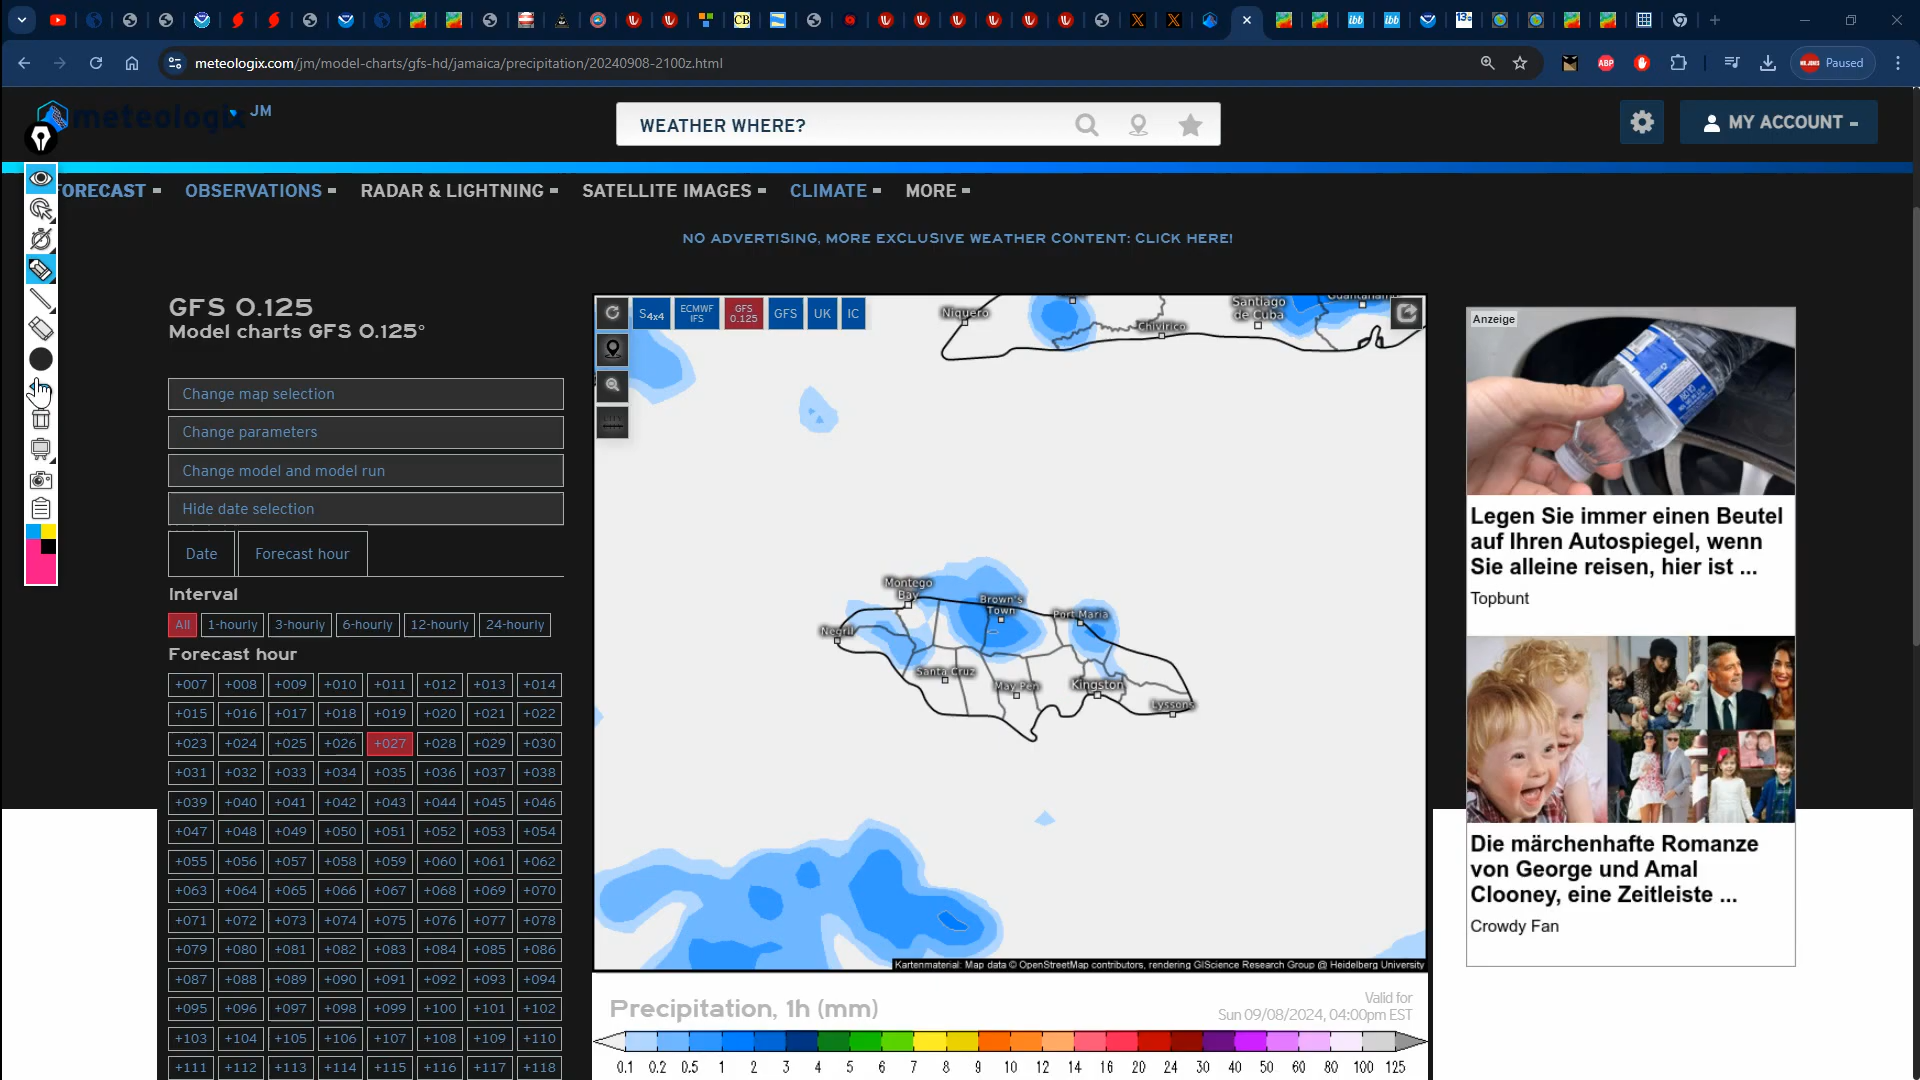 meteologix.com/jm/model-charts/gfs-hd/jamaica/precipitation/20240908-2100z.html
Paused
meteologix JM
WEATHER WHERE?
MY ACCOUNT
FORECAST OBSERVATIONS RADAR & LIGHTNING SATELLITE IMAGES CLIMATE MORE
NO ADVERTISING, MORE EXCLUSIVE WEATHER CONTENT: CLICK HERE!
GFS 0.125
Model charts GFS 0.125°
Change map selection
Change parameters
Change model and model run
Hide date selection
Date Forecast hour
Interval
All 1-hourly 3-hourly 6-hourly 12-hourly 24-hourly
Forecast hour
+007 +008 +009 +010 +011 +012 +013 +014
+015 +016 +017 +018 +019 +020 +021 +022
+023 +024 +025 +026 +027 +028 +029 +030
+031 +032 +033 +034 +035 +036 +037 +038
+039 +040 +041 +042 +043 +044 +045 +046
+047 +048 +049 +050 +051 +052 +053 +054
+055 +056 +057 +058 +059 +060 +061 +062
+063 +064 +065 +066 +067 +068 +069 +070
+071 +072 +073 +074 +075 +076 +077 +078
+079 +080 +081 +082 +083 +084 +085 +086
+087 +088 +089 +090 +091 +092 +093 +094
+095 +096 +097 +098 +099 +100 +101 +102
+103 +104 +105 +106 +107 +108 +109 +110
+111 +112 +113 +114 +115 +116 +117 +118
S4x4 ECMWF IFS GFS 0.125 GFS UK IC
Niquero
Chivirico
Santiago de Cuba
Guantánamo
Montego Bay
Brown's Town
Port Maria
Negril
Santa Cruz
May Pen
Kingston
Lyssons
Kartenmaterial: Map data © OpenStreetMap contributors, rendering GIScience Research Group @ Heidelberg University
Precipitation, 1h (mm)
Valid for
Sun 09/08/2024, 04:00pm EST
0.1 0.2 0.5 1 2 3 4 5 6 7 8 9 10 12 14 16 20 24 30 40 50 60 80 100 125
Anzeige
Legen Sie immer einen Beutel
auf Ihren Autospiegel, wenn
Sie alleine reisen, hier ist ...
Topbunt
Die märchenhafte Romanze
von George und Amal
Clooney, eine Zeitleiste ...
Crowdy Fan